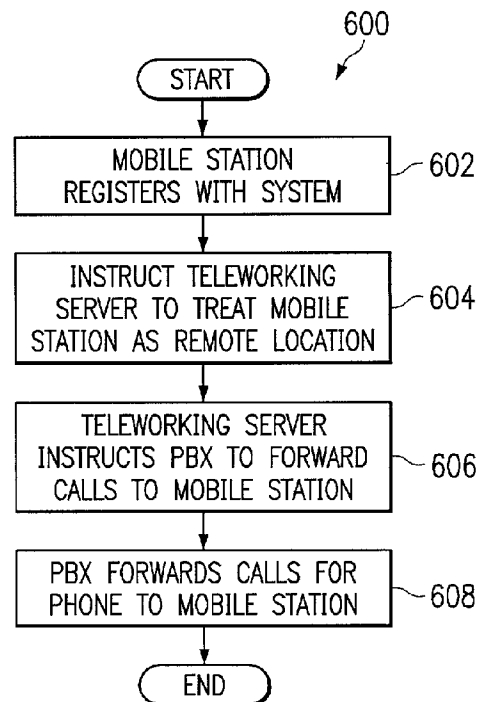 600
START
MOBILE STATION
REGISTERS WITH SYSTEM
602
INSTRUCT TELEWORKING
SERVER TO TREAT MOBILE
STATION AS REMOTE LOCATION
604
TELEWORKING SERVER
INSTRUCTS PBX TO FORWARD
CALLS TO MOBILE STATION
606
PBX FORWARDS CALLS FOR
PHONE TO MOBILE STATION
608
END